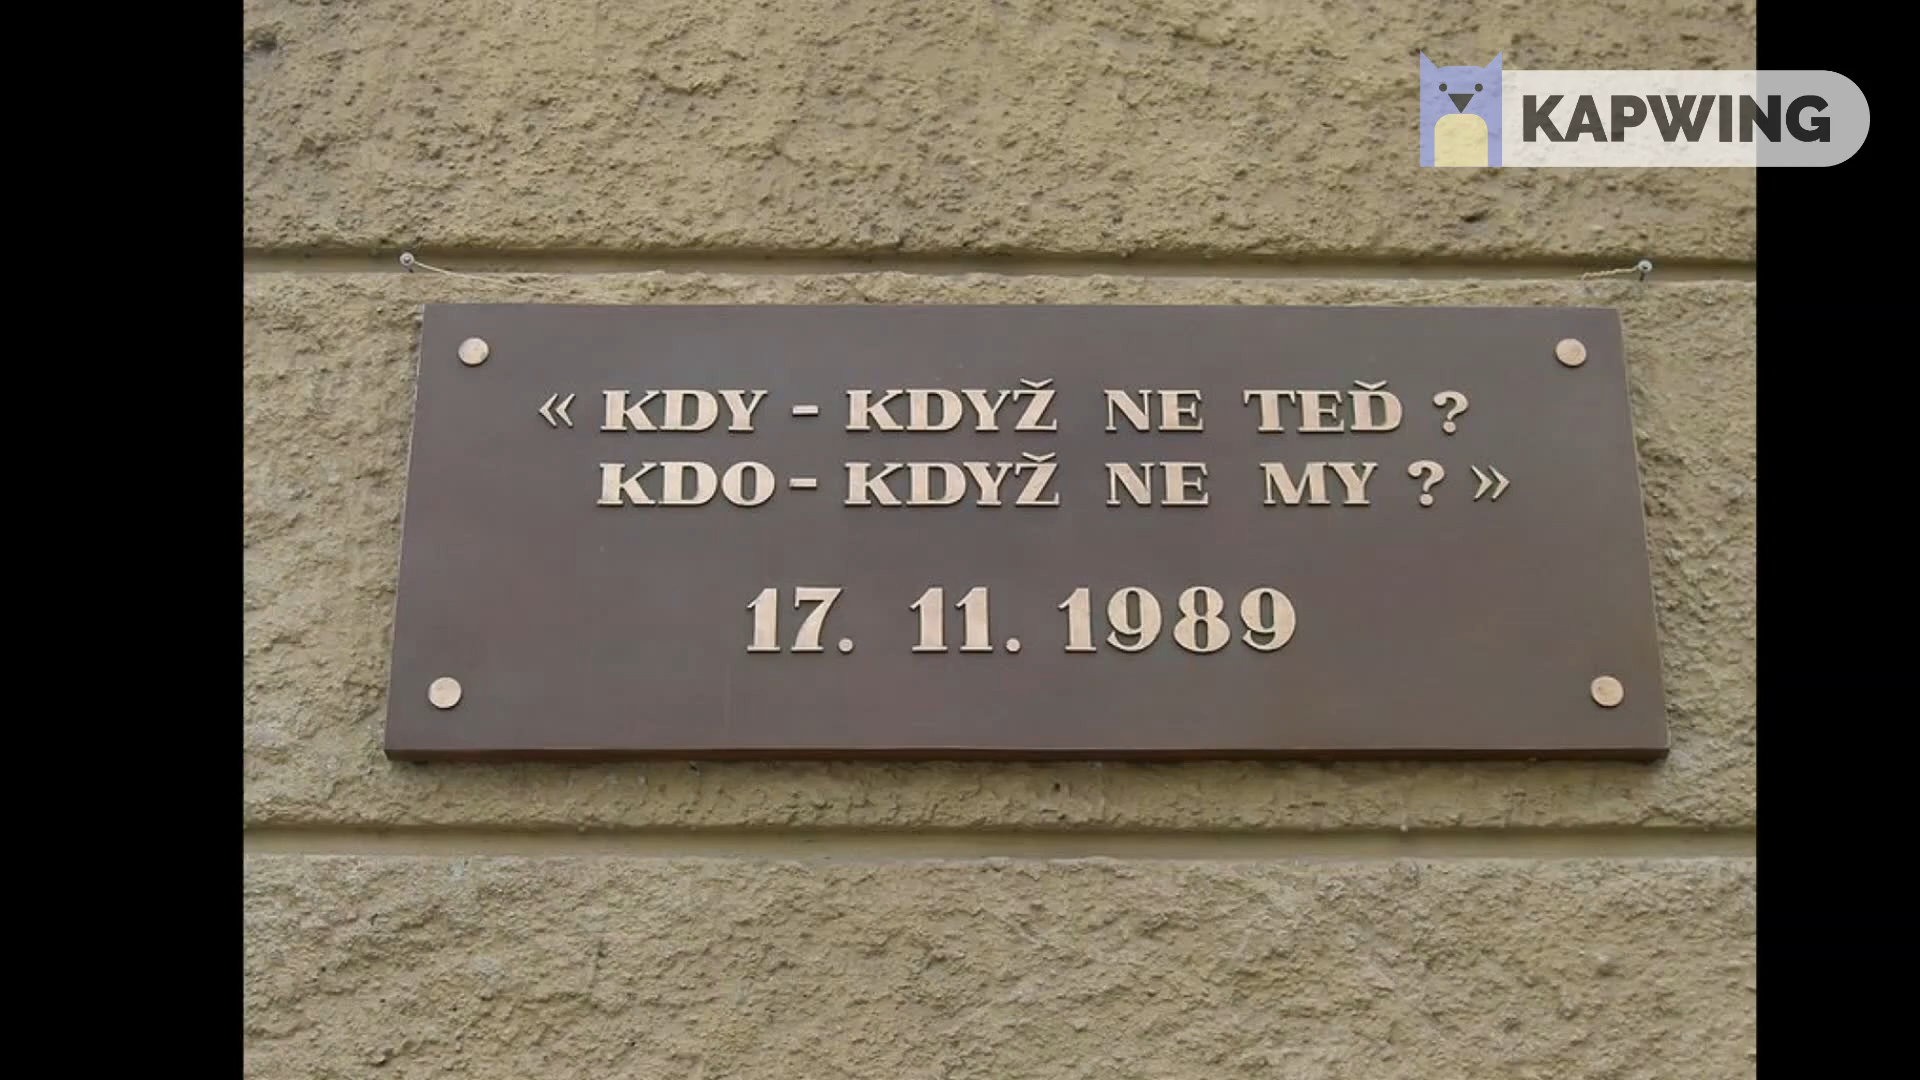 KAPWING
« KDY - KDYŽ NE TEĎ ?
KDO - KDYŽ NE MY ? »
17. 11. 1989